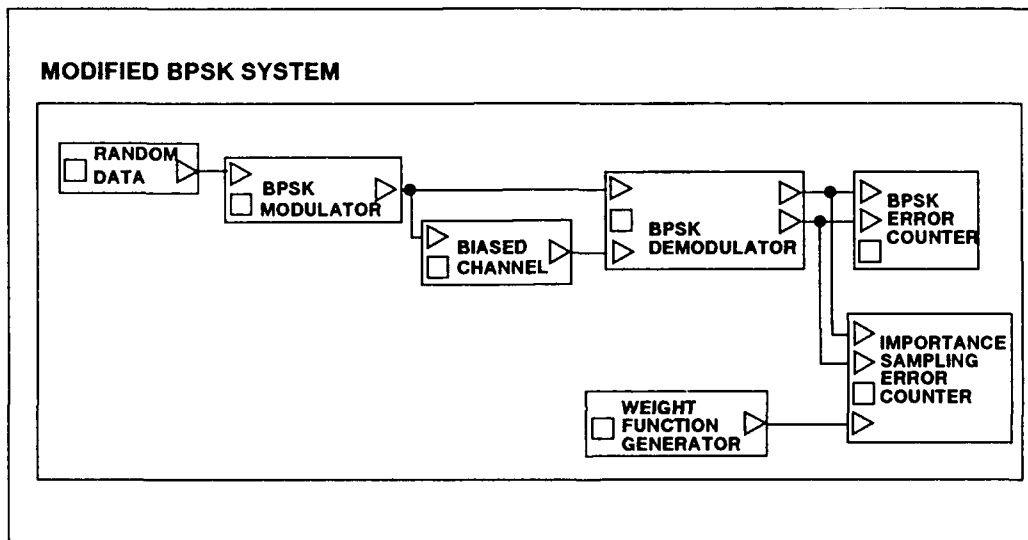 MODIFIED BPSK SYSTEM
RANDOM
DATA
BPSK
MODULATOR
BIASED
CHANNEL
BPSK
DEMODULATOR
BPSK
ERROR
COUNTER
IMPORTANCE
SAMPLING
ERROR
COUNTER
WEIGHT
FUNCTION
GENERATOR